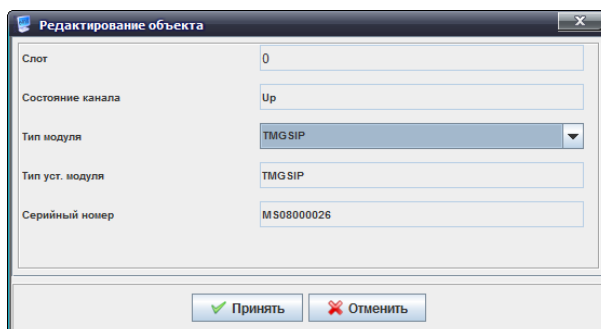 Редактирование объекта
Слот 0
Состояние канала Up
Тип модуля TMGSIP
Тип уст. модуля TMGSIP
Серийный номер MS08000026
Принять Отменить